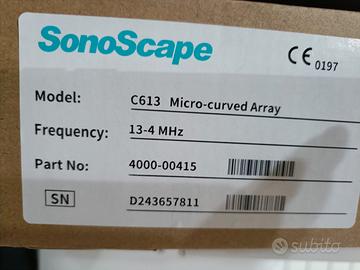 SonoScape
CE 0197
Model: C613 Micro-curved Array
Frequency: 13-4 MHz
Part No: 4000-00415
SN D243657811
subito